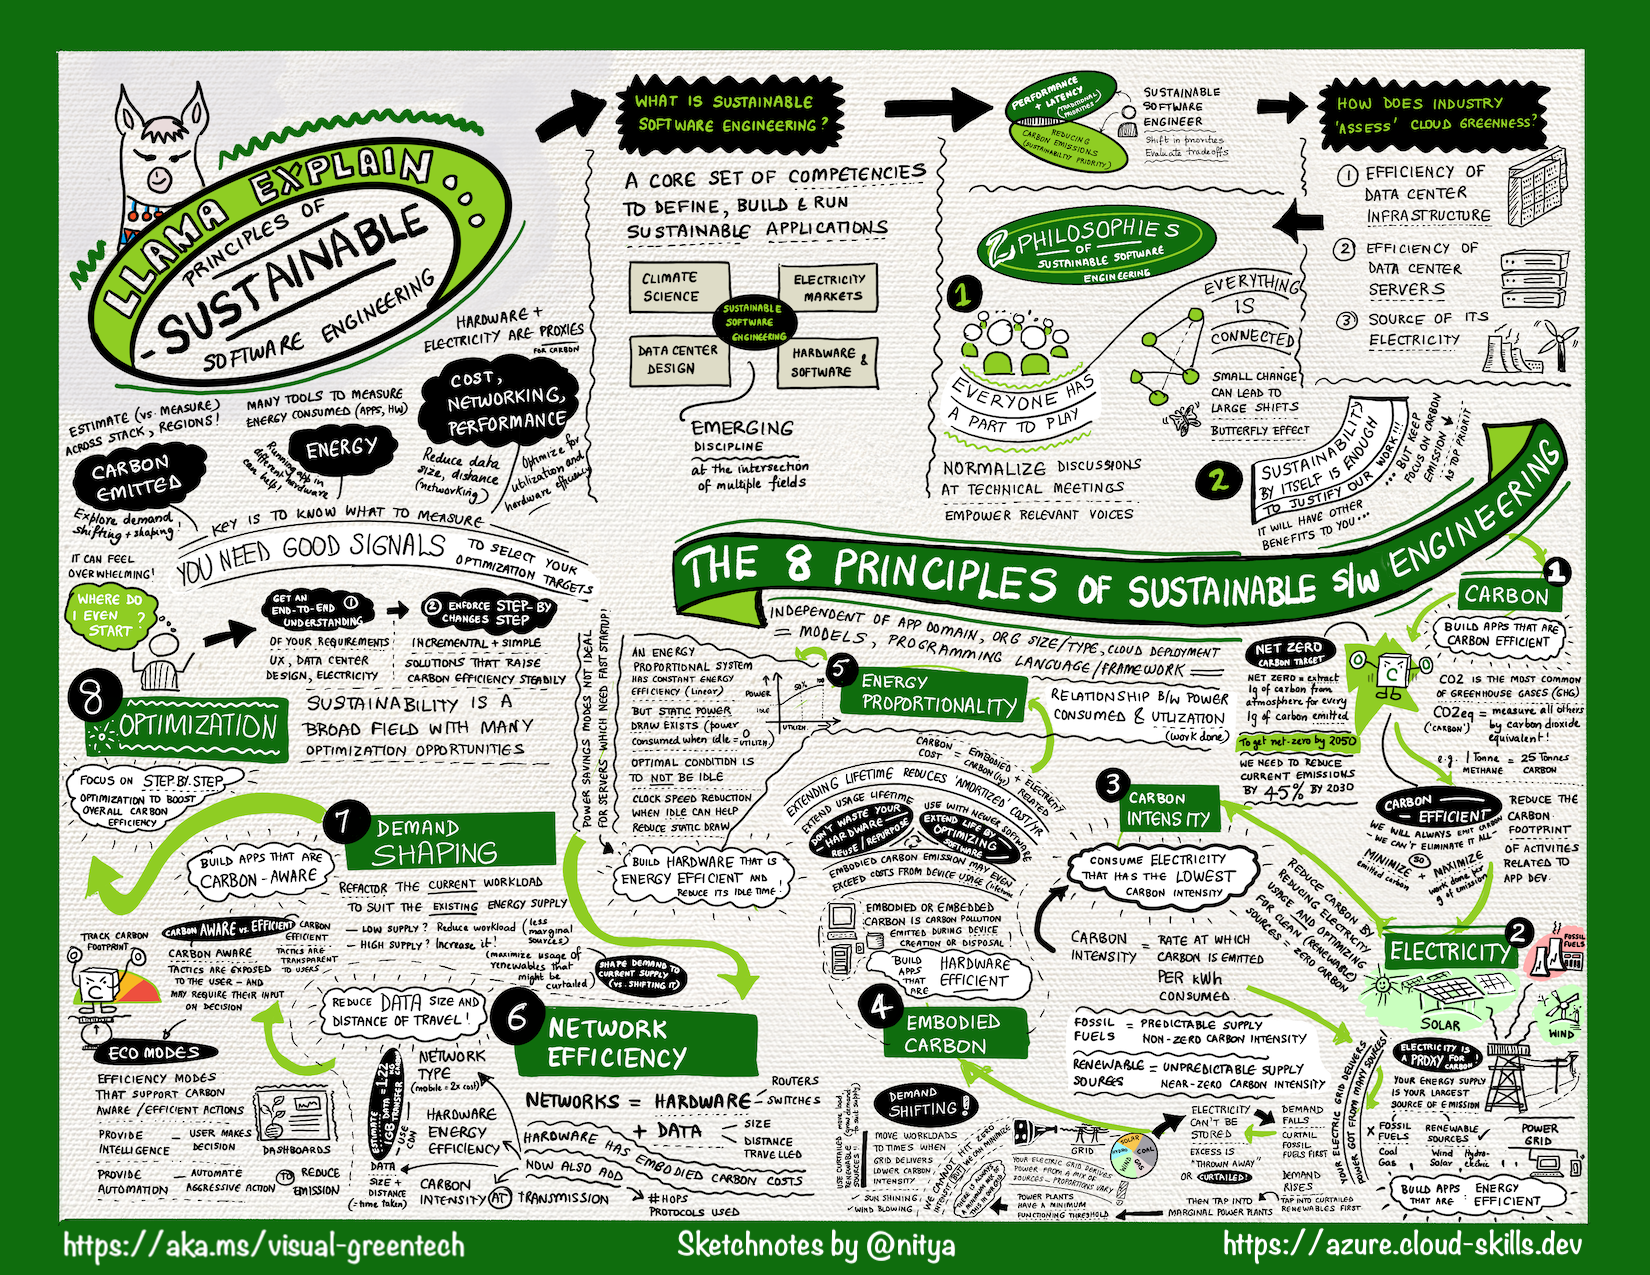 LLAMA EXPLAIN...
PRINCIPLES OF
SUSTAINABLE
SOFTWARE ENGINEERING
WHAT IS SUSTAINABLE
SOFTWARE ENGINEERING?
A CORE SET OF COMPETENCIES
TO DEFINE, BUILD & RUN
SUSTAINABLE APPLICATIONS
CLIMATE
SCIENCE
ELECTRICITY
MARKETS
SUSTAINABLE
SOFTWARE
ENGINEERING
DATA CENTER
DESIGN
HARDWARE &
SOFTWARE
EMERGING
DISCIPLINE
at the intersection
of multiple fields
PERFORMANCE
+ LATENCY
(TRADITIONAL
PRIORITIES)
CARBON REDUCING
EMISSIONS
(SUSTAINABILITY PRIORITY)
SUSTAINABLE
SOFTWARE
ENGINEER
Shift in priorities
Evaluate tradeoffs
HOW DOES INDUSTRY
'ASSESS' CLOUD GREENNESS?
1 EFFICIENCY OF
DATA CENTER
INFRASTRUCTURE
2 EFFICIENCY OF
DATA CENTER
SERVERS
3 SOURCE OF ITS
ELECTRICITY
2 PHILOSOPHIES
OF
SUSTAINABLE SOFTWARE
ENGINEERING
1
EVERYONE HAS
A PART TO PLAY
EVERYTHING
IS
CONNECTED
SMALL CHANGE
CAN LEAD TO
LARGE SHIFTS
BUTTERFLY EFFECT
NORMALIZE DISCUSSIONS
AT TECHNICAL MEETINGS
EMPOWER RELEVANT VOICES
2
SUSTAINABILITY
BY ITSELF IS ENOUGH
TO JUSTIFY OUR WORK!!!
... BUT KEEP
FOCUS ON CARBON
EMISSION
AS TOP PRIORITY
IT WILL HAVE OTHER
BENEFITS TO YOU...
HARDWARE +
ELECTRICITY ARE PROXIES
FOR CARBON
COST,
NETWORKING,
PERFORMANCE
Reduce data
size, distance
(networking)
Optimize for
utilization and
hardware efficiency
MANY TOOLS TO MEASURE
ENERGY CONSUMED (APPS, HW)
ENERGY
Running app in
different hardware
can help!
ESTIMATE (VS. MEASURE)
ACROSS STACK, REGIONS!
CARBON
EMITTED
Explore demand
shifting + shaping!
KEY IS TO KNOW WHAT TO MEASURE
YOU NEED GOOD SIGNALS TO SELECT YOUR
OPTIMIZATION TARGETS
IT CAN FEEL
OVERWHELMING!
WHERE DO
I EVEN ?
START
GET AN 1
END-TO-END
UNDERSTANDING
OF YOUR REQUIREMENTS
UX, DATA CENTER
DESIGN, ELECTRICITY
2 ENFORCE STEP-BY
CHANGES STEP
INCREMENTAL + SIMPLE
SOLUTIONS THAT RAISE
CARBON EFFICIENCY STEADILY
THE 8 PRINCIPLES OF SUSTAINABLE S/W ENGINEERING
INDEPENDENT OF APP DOMAIN, ORG SIZE/TYPE, CLOUD DEPLOYMENT
= MODELS, PROGRAMMING LANGUAGE/FRAMEWORK =
1
CARBON
BUILD APPS THAT ARE
CARBON EFFICIENT
CO2 IS THE MOST COMMON
OF GREENHOUSE GASES (GHG)
CO2eq = measure all others
('CARBON') by carbon dioxide
equivalent!
e.g. 1 Tonne = 25 Tonnes
METHANE CARBON
NET ZERO
CARBON TARGET
NET ZERO = extract
1g of carbon from
atmosphere for every
1g of carbon emitted
To get net-zero by 2050
WE NEED TO REDUCE
CURRENT EMISSIONS
BY 45% BY 2030
CARBON
EFFICIENT
WE WILL ALWAYS EMIT CARBON
- WE CAN'T ELIMINATE IT ALL -
SO
MINIMIZE
emitted carbon
+
MAXIMIZE
work done per
g of emission
REDUCE THE
CARBON
FOOTPRINT
OF ACTIVITIES
RELATED TO
APP DEV.
2
ELECTRICITY
FOSSIL
FUELS
SOLAR
WIND
ELECTRICITY IS
A PROXY FOR
CARBON
YOUR ENERGY SUPPLY
IS YOUR LARGEST
SOURCE OF EMISSION
REDUCE CARBON BY
REDUCING ELECTRICITY
USAGE AND OPTIMIZING
FOR CLEAN (RENEWABLE)
SOURCES = ZERO CARBON
YOUR ELECTRIC GRID DELIVERS
POWER GOT FROM MANY SOURCES
x FOSSIL
FUELS
Coal
Gas
RENEWABLE
SOURCES
Wind Hydro-
Solar electric
POWER
GRID
BUILD APPS ENERGY
THAT ARE: EFFICIENT
3
CARBON
INTENSITY
CONSUME ELECTRICITY
THAT HAS THE LOWEST
CARBON INTENSITY
CARBON = RATE AT WHICH
INTENSITY CARBON IS EMITTED
PER kWh
CONSUMED.
FOSSIL = PREDICTABLE SUPPLY
FUELS NON-ZERO CARBON INTENSITY
RENEWABLE = UNPREDICTABLE SUPPLY
SOURCES NEAR-ZERO CARBON INTENSITY
ELECTRICITY
CAN'T BE
STORED
EXCESS IS
"THROWN AWAY"
OR CURTAILED!
DEMAND
FALLS
CURTAIL
FOSSIL
FUELS FIRST
DEMAND
RISES
TAP INTO CURTAILED
RENEWABLES FIRST
THEN TAP INTO
MARGINAL POWER PLANTS
POWER PLANTS
HAVE A MINIMUM
FUNCTIONING THRESHOLD
GRID
SOLAR
COAL
GAS
WIND
HYDRO
YOUR ELECTRIC GRID DERIVES
POWER FROM A MIX OF
SOURCES - PROPORTIONS VARY
DEMAND
SHIFTING!
MOVE WORKLOADS
TO TIMES WHEN
GRID DELIVERS
LOWER CARBON
INTENSITY
✓ SUN SHINING,
✓ WIND BLOWING
4
EMBODIED
CARBON
EMBODIED OR EMBEDDED
CARBON IS CARBON POLLUTION
EMITTED DURING DEVICE
CREATION OR DISPOSAL
BUILD
APPS
THAT
ARE
HARDWARE
EFFICIENT
CARBON = EMBODIED + ELECTRICITY
COST CARBON RELATED
EXTENDING LIFETIME REDUCES 'AMORTIZED' COST/YR
EXTEND USAGE LIFETIME
DON'T WASTE YOUR
HARDWARE
REUSE/REPURPOSE
USE WITH NEWER SOFTWARE
EXTEND LIFE BY
OPTIMIZING
SOFTWARE
EMBODIED CARBON EMISSION MAY EVEN
EXCEED COSTS FROM DEVICE USAGE (lifetime)
5
ENERGY
PROPORTIONALITY
RELATIONSHIP B/W POWER
CONSUMED & UTLIZATION
(work done)
POWER
IDLE
50%
100
UTILIZN.
AN ENERGY
PROPORTIONAL SYSTEM
HAS CONSTANT ENERGY
EFFICIENCY (linear)
BUT STATIC POWER
DRAW EXISTS (power
consumed when idle = 0 UTILIZN.)
OPTIMAL CONDITION IS
TO NOT BE IDLE
CLOCK SPEED REDUCTION
WHEN IDLE CAN HELP
REDUCE STATIC DRAW
POWER SAVINGS MODES NOT IDEAL
FOR SERVERS WHICH NEED FAST STARTUP!
BUILD HARDWARE THAT IS
ENERGY EFFICIENT AND
REDUCE ITS IDLE TIME!
6
NETWORK
EFFICIENCY
REDUCE DATA SIZE AND
DISTANCE OF TRAVEL!
NETWORKS = HARDWARE - ROUTERS
SWITCHES
+ DATA - SIZE
DISTANCE
TRAVELLED
HARDWARE HAS EMBODIED CARBON COSTS
NOW ALSO ADD
TRANSMISSION
#HOPS
PROTOCOLS USED
NETWORK
TYPE
(mobile = 2x cost)
HARDWARE
ENERGY
EFFICIENCY
CARBON
INTENSITY AT
DATA
SIZE +
DISTANCE
(= time taken)
USE
CDN
7
DEMAND
SHAPING
BUILD APPS THAT ARE
CARBON-AWARE
REFACTOR THE CURRENT WORKLOAD
TO SUIT THE EXISTING ENERGY SUPPLY
- LOW SUPPLY? Reduce workload (less
marginal
sources)
- HIGH SUPPLY? Increase it!
(maximize usage of
renewables that
might be
curtailed)
SHAPE DEMAND TO
CURRENT SUPPLY
(VS. SHIFTING IT)
CARBON AWARE VS. EFFICIENT
CARBON AWARE
TACTICS ARE EXPOSED
TO THE USER - AND
MAY REQUIRE THEIR INPUT
ON DECISION
CARBON
EFFICIENT
TACTICS ARE
TRANSPARENT
TO USERS
TRACK CARBON
FOOTPRINT
ECO MODES
EFFICIENCY MODES
THAT SUPPORT CARBON
AWARE/EFFICIENT ACTIONS
PROVIDE - USER MAKES
INTELLIGENCE DECISION
DASHBOARDS
PROVIDE - AUTOMATE TO REDUCE
AUTOMATION AGGRESSIVE ACTION EMISSION
8
OPTIMIZATION
SUSTAINABILITY IS A
BROAD FIELD WITH MANY
OPTIMIZATION OPPORTUNITIES
FOCUS ON STEP.BY.STEP
OPTIMIZATION TO BOOST
OVERALL CARBON
EFFICIENCY
https://aka.ms/visual-greentech
Sketchnotes by @nitya
https://azure.cloud-skills.dev